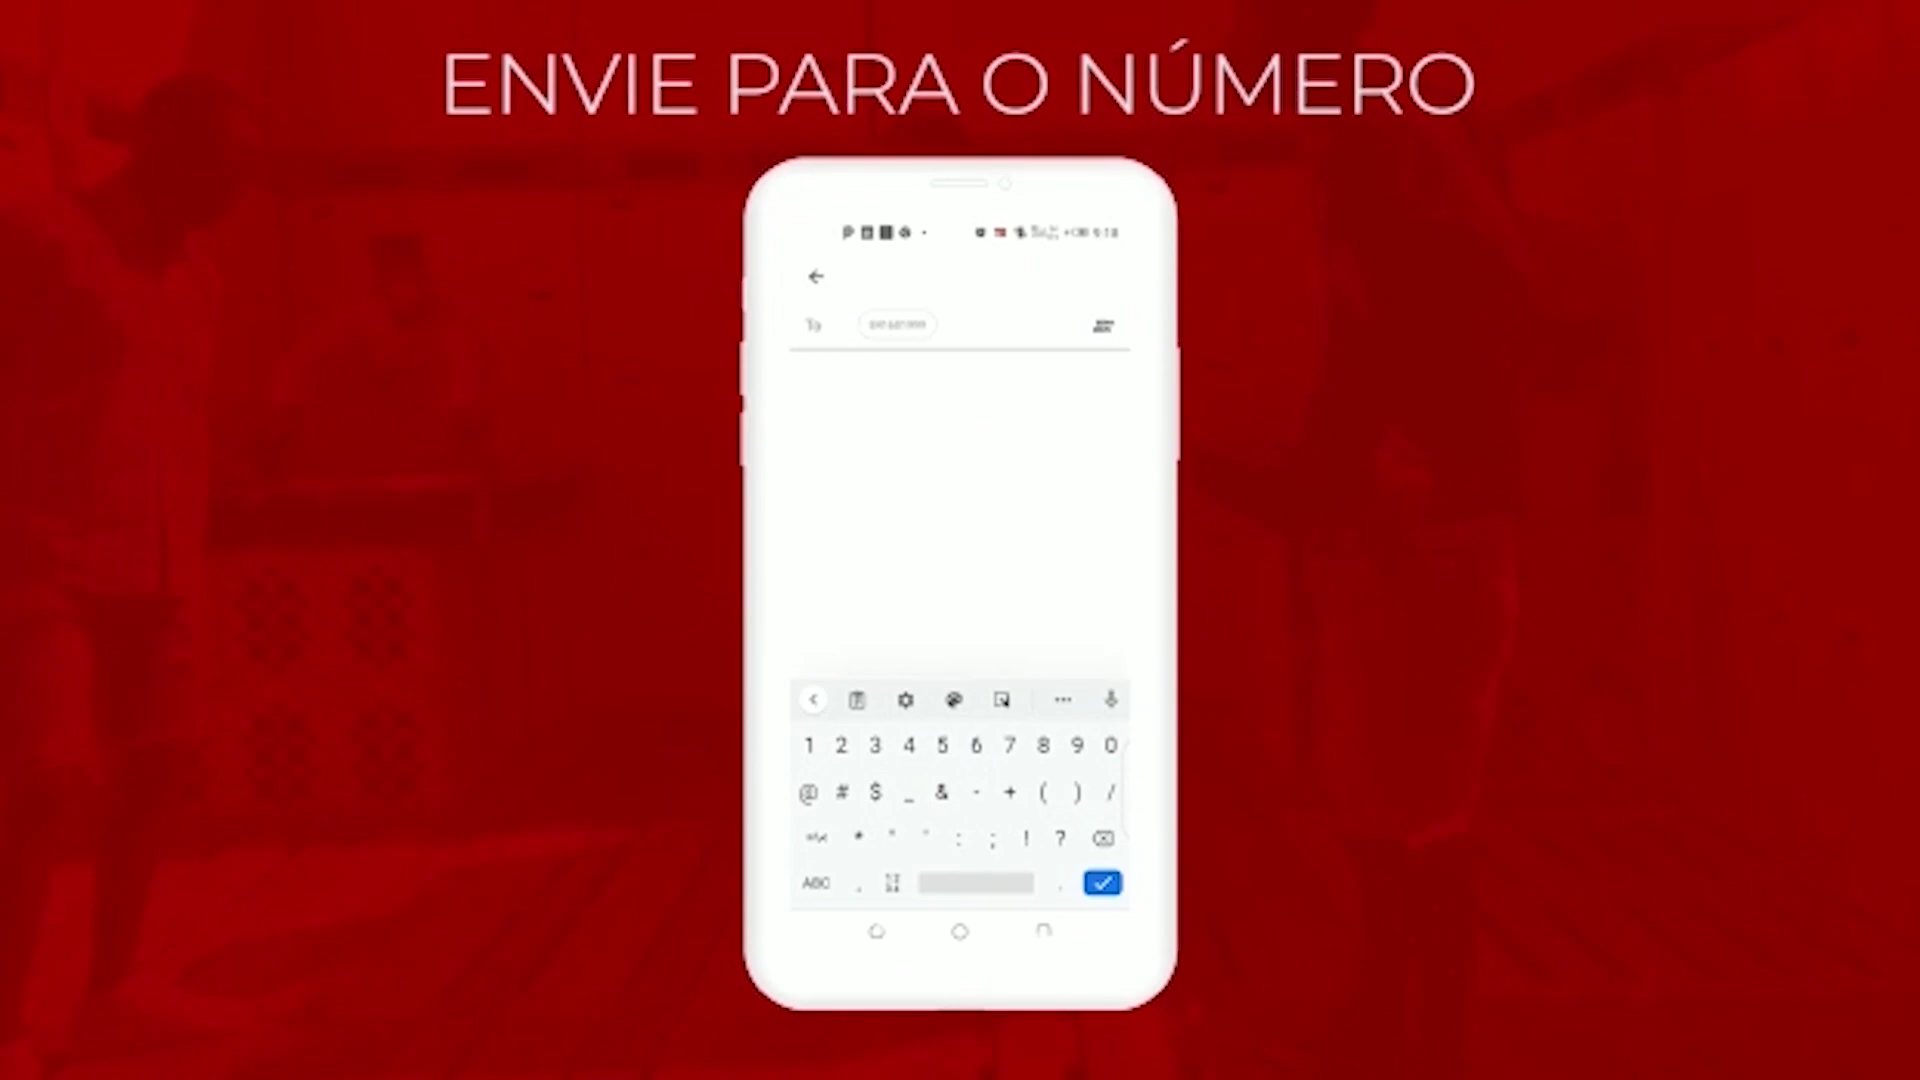 ENVIE PARA O NÚMERO
To
1 2 3 4 5 6 7 8 9 0
@ # $ _ & - + ( ) /
* " ' : ; ! ?
ABC , .